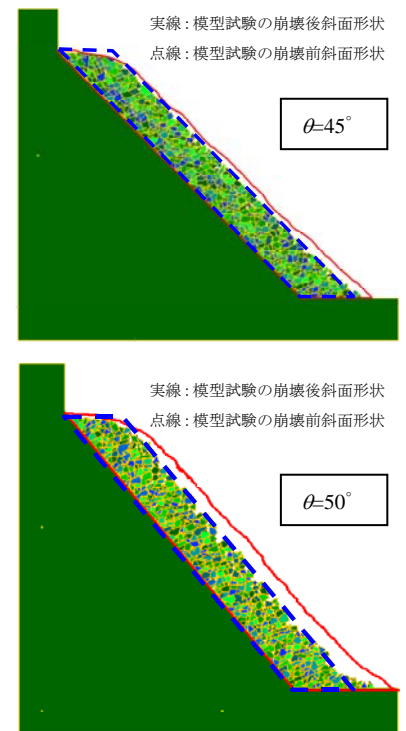 実線 : 模型試験の崩壊後斜面形状
点線 : 模型試験の崩壊前斜面形状
θ=45°
実線 : 模型試験の崩壊後斜面形状
点線 : 模型試験の崩壊前斜面形状
θ=50°